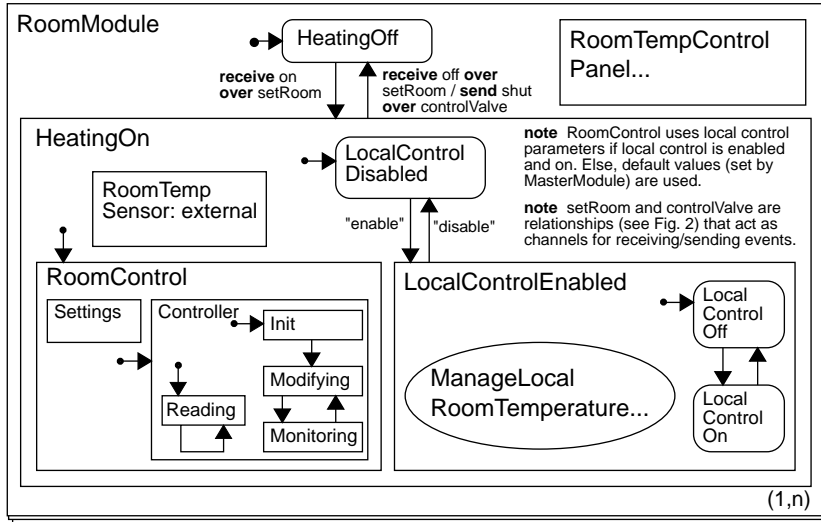 RoomModule
HeatingOff
RoomTempControl
Panel...
receive on
over setRoom
receive off over
setRoom / send shut
over controlValve
HeatingOn
LocalControl
Disabled
note RoomControl uses local control
parameters if local control is enabled
and on. Else, default values (set by
MasterModule) are used.
note setRoom and controlValve are
relationships (see Fig. 2) that act as
channels for receiving/sending events.
RoomTemp
Sensor: external
"enable"
"disable"
RoomControl
Settings
Controller
Init
Modifying
Reading
Monitoring
LocalControlEnabled
Local
Control
Off
ManageLocal
RoomTemperature...
Local
Control
On
(1,n)